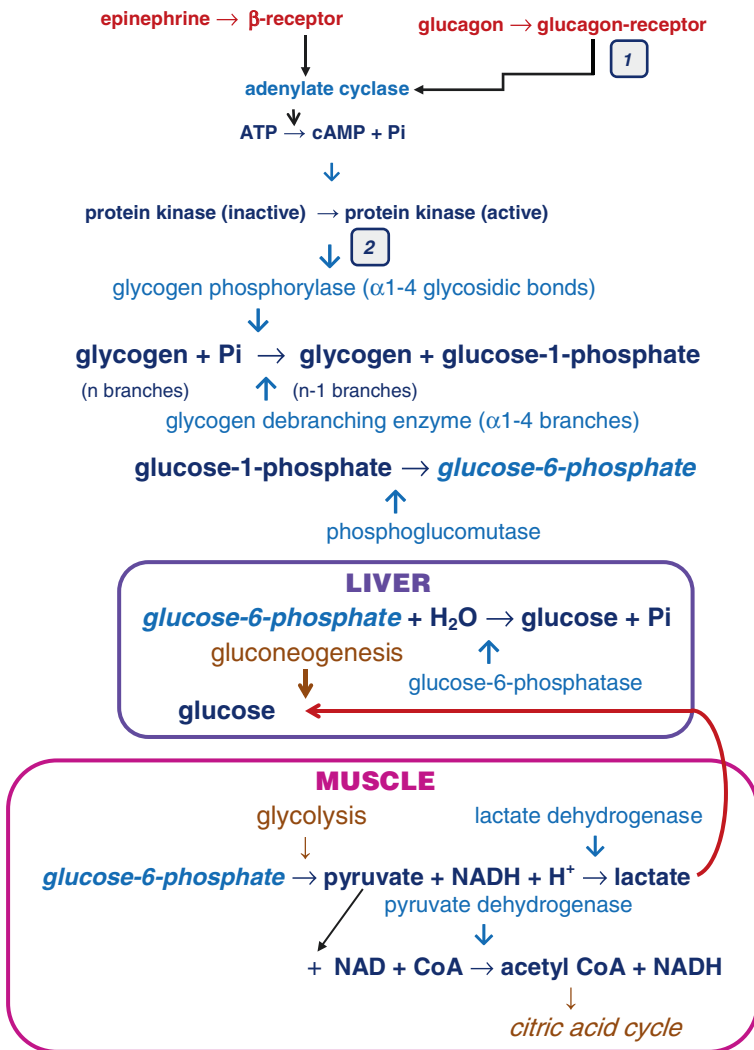 epinephrine → β-receptor
glucagon → glucagon-receptor
1
adenylate cyclase
ATP → cAMP + Pi
protein kinase (inactive) → protein kinase (active)
2
glycogen phosphorylase (α1-4 glycosidic bonds)
glycogen + Pi → glycogen + glucose-1-phosphate
(n branches) (n-1 branches)
glycogen debranching enzyme (α1-4 branches)
glucose-1-phosphate → glucose-6-phosphate
phosphoglucomutase
LIVER
glucose-6-phosphate + H₂O → glucose + Pi
gluconeogenesis
glucose-6-phosphatase
glucose
MUSCLE
glycolysis
lactate dehydrogenase
glucose-6-phosphate → pyruvate + NADH + H⁺ → lactate
pyruvate dehydrogenase
+ NAD + CoA → acetyl CoA + NADH
citric acid cycle